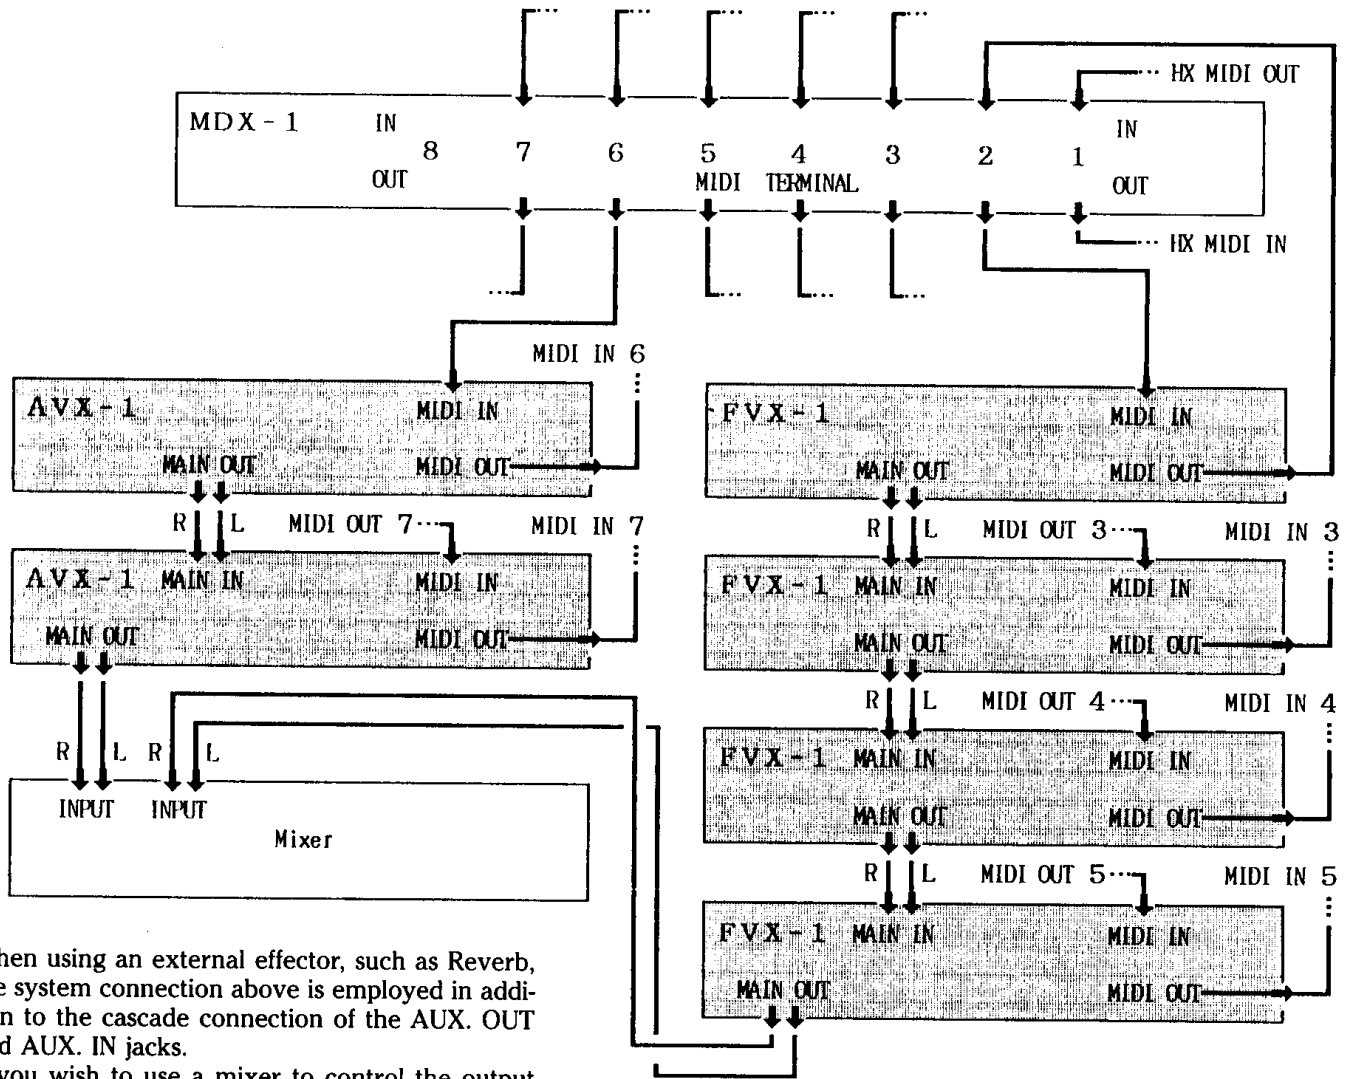 HX MIDI OUT
MDX-1 IN IN
8 7 6 5 4 3 2 1
OUT MIDI TERMINAL OUT
HX MIDI IN
MIDI IN 6
AVX-1 MIDI IN
MAIN OUT MIDI OUT
FVX-1 MIDI IN
MAIN OUT MIDI OUT
R L MIDI OUT 7 MIDI IN 7
R L MIDI OUT 3 MIDI IN 3
AVX-1 MAIN IN MIDI IN
MAIN OUT MIDI OUT
FVX-1 MAIN IN MIDI IN
MAIN OUT MIDI OUT
R L MIDI OUT 4 MIDI IN 4
R L R L
FVX-1 MAIN IN MIDI IN
MAIN OUT MIDI OUT
INPUT INPUT
Mixer
R L MIDI OUT 5 MIDI IN 5
FVX-1 MAIN IN MIDI IN
MAIN OUT MIDI OUT
hen using an external effector, such as Reverb,
e system connection above is employed in addi-
n to the cascade connection of the AUX. OUT
d AUX. IN jacks.
you wish to use a mixer to control the output